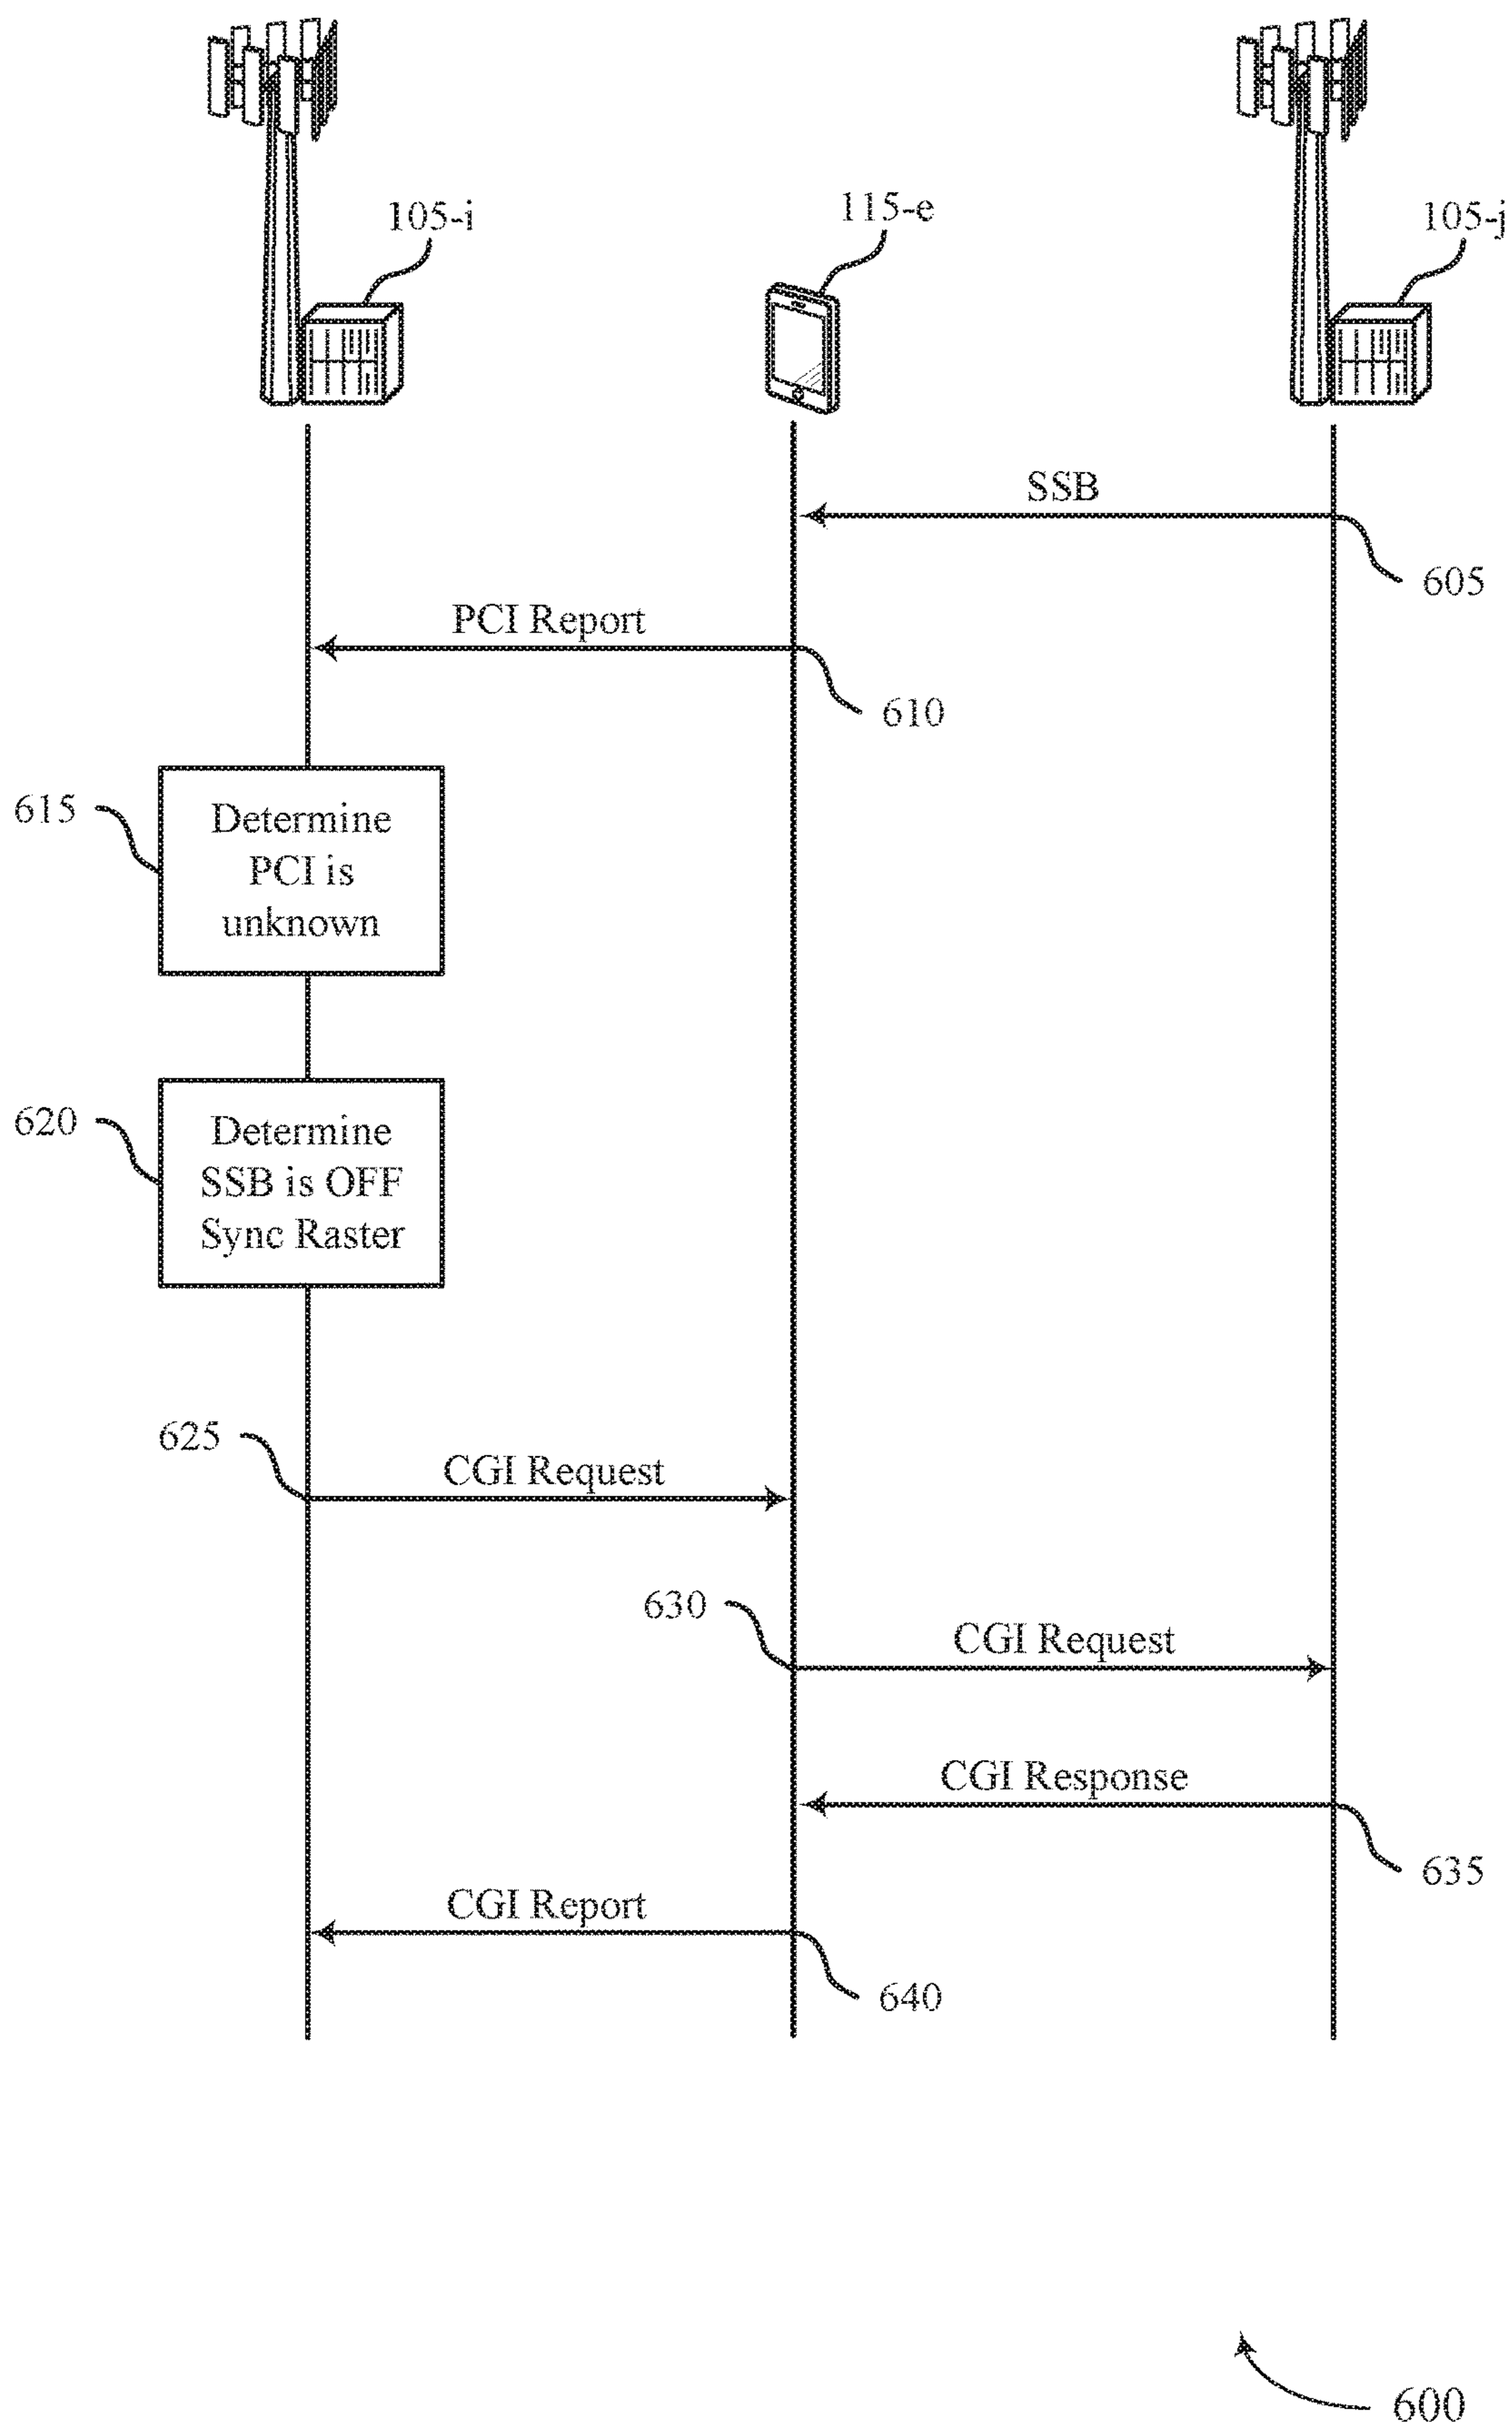 105-i
115-e
105-j
SSB
605
PCI Report
610
615
Determine
PCI is
unknown
620
Determine
SSB is OFF
Sync Raster
625
CGI Request
630
CGI Request
CGI Response
635
CGI Report
640
600